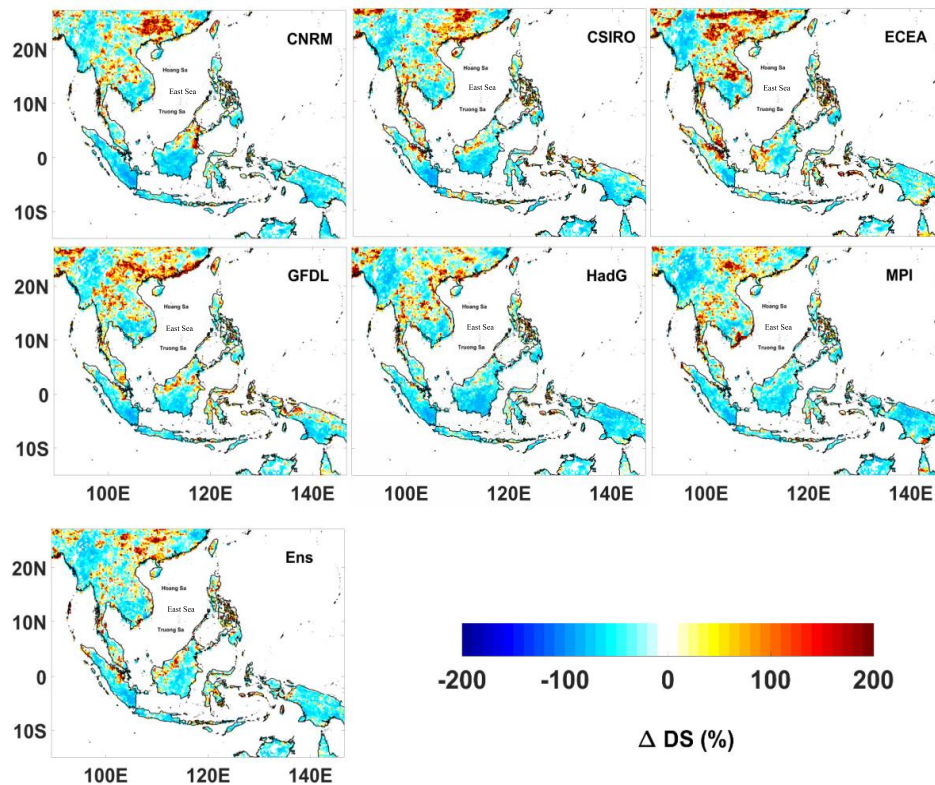 CNRM
20N
Hoang Sa
10N
East Sea
Truong Sa
0
10S
CSIRO
Hoang Sa
East Sea
Truong Sa
ECEA
Hoang Sa
East Sea
Truong Sa
GFDL
20N
Hoang Sa
10N
East Sea
Truong Sa
0
10S
100E 120E 140E
HadG
Hoang Sa
East Sea
Truong Sa
100E 120E 140E
MPI
Hoang Sa
East Sea
Truong Sa
100E 120E 140E
Ens
20N
Hoang Sa
10N
East Sea
Truong Sa
0
10S
100E 120E 140E
-200 -100 0 100 200
Δ DS (%)